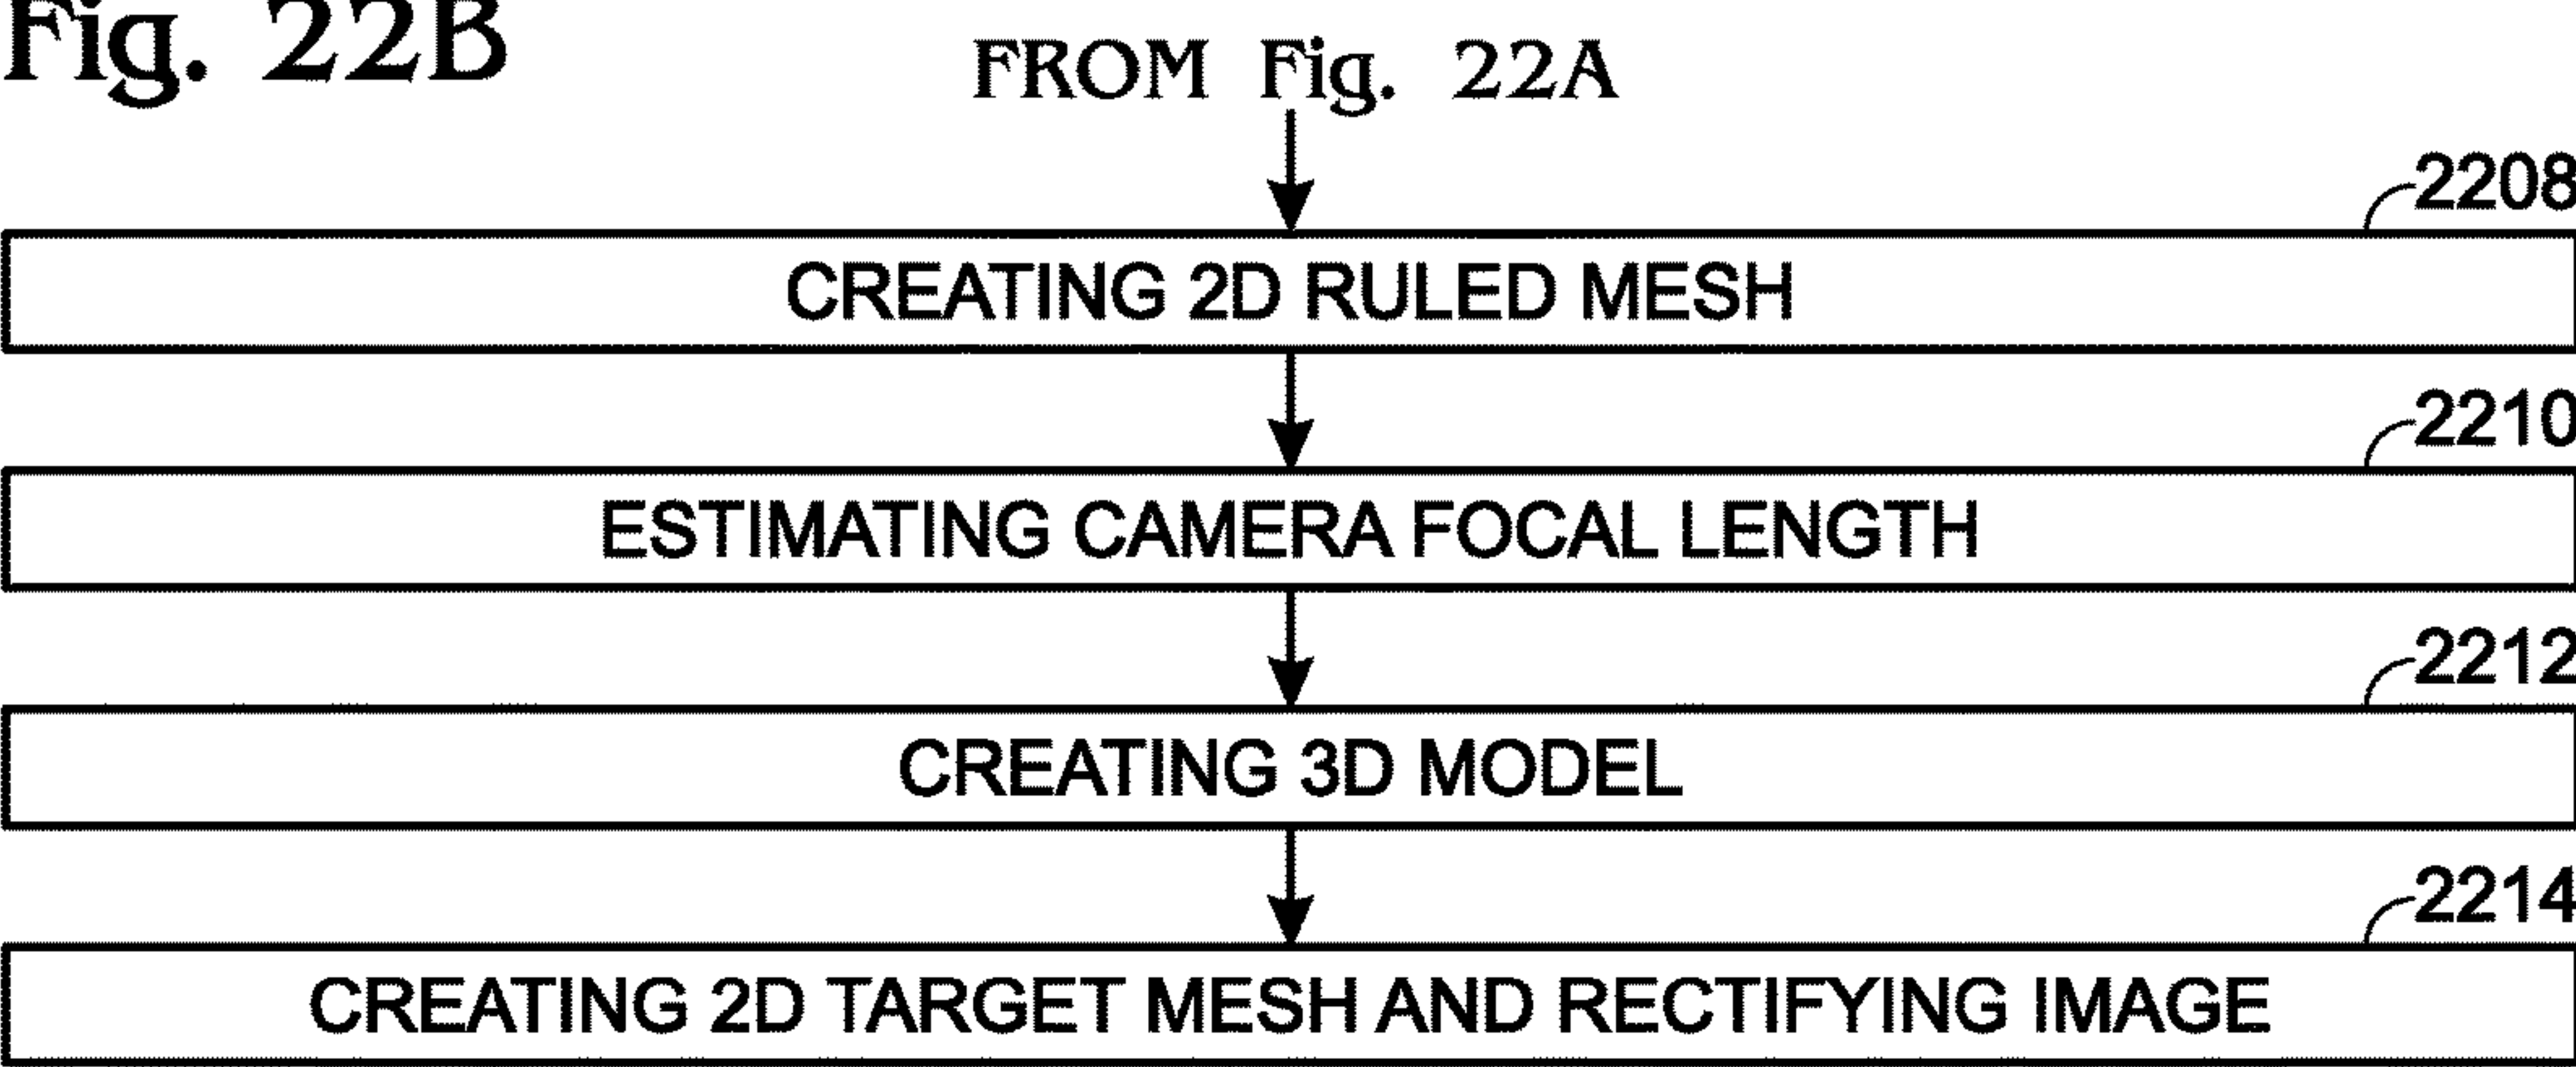 Fig. 22B
FROM Fig. 22A
2208
CREATING 2D RULED MESH
2210
ESTIMATING CAMERA FOCAL LENGTH
2212
CREATING 3D MODEL
2214
CREATING 2D TARGET MESH AND RECTIFYING IMAGE